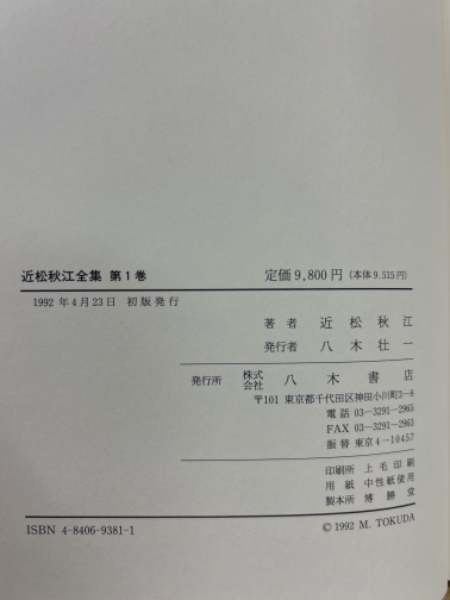 近松秋江全集 第1巻
定価9,800円(本体9,515円)
1992年4月23日 初版発行
著者 近松秋江
発行者 八木壮一
発行所 株式会社 八木書店
〒101 東京都千代田区神田小川町3-8
電話 03-3291-2965
FAX 03-3291-2963
振替 東京4-10457
印刷所 上毛印刷
用紙 中性紙使用
製本所 博勝堂
ISBN 4-8406-9381-1
© 1992 M. TOKUDA